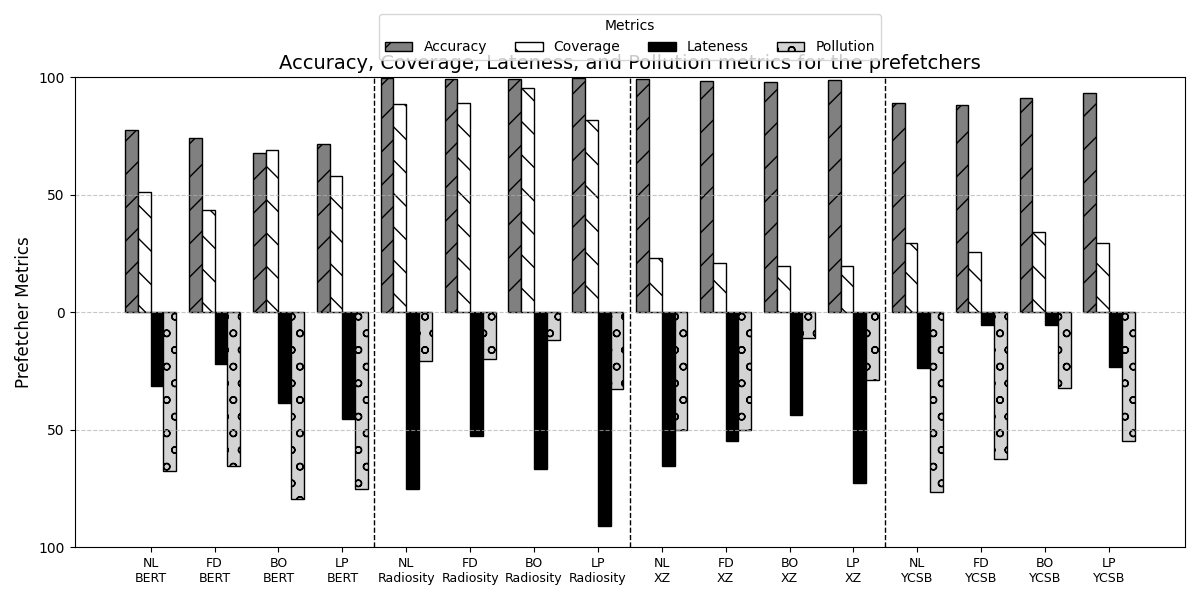 Metrics
Accuracy Coverage Lateness Pollution
Accuracy, Coverage, Lateness, and Pollution metrics for the prefetchers
Prefetcher Metrics
100
50
0
50
100
NL FD BO LP NL FD BO LP NL FD BO LP NL FD BO LP
BERT BERT BERT BERT Radiosity Radiosity Radiosity Radiosity XZ XZ XZ XZ YCSB YCSB YCSB YCSB